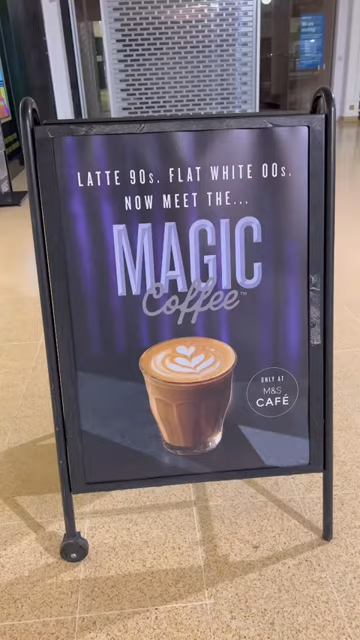 LATTE 90s. FLAT WHITE 00s.
NOW MEET THE...
MAGIC
Coffee™
ONLY AT
M&S
CAFÉ